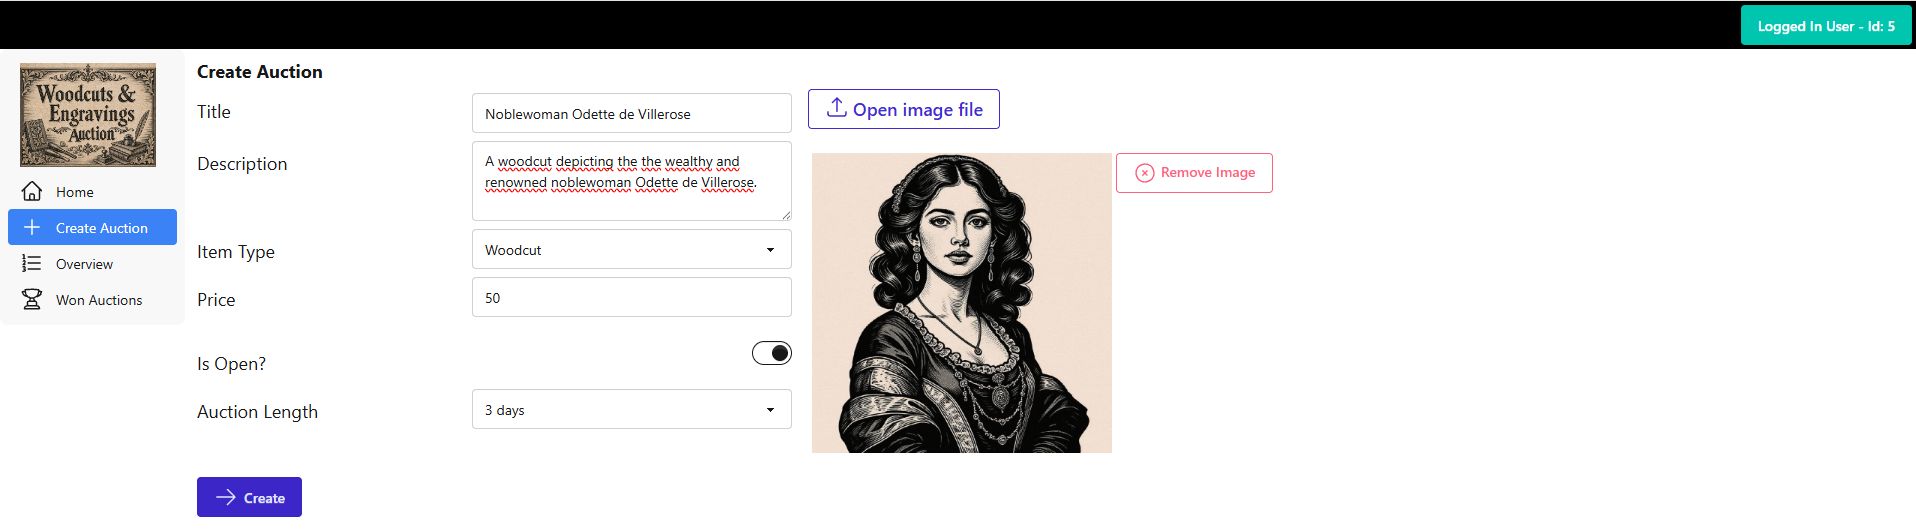 Logged In User - Id: 5
Woodcuts &
Engravings
Auction
Home
Create Auction
Overview
Won Auctions
Create Auction
Title
Noblewoman Odette de Villerose
Open image file
Description
A woodcut depicting the the wealthy and
renowned noblewoman Odette de Villerose.
Remove Image
Item Type
Woodcut
Price
50
Is Open?
Auction Length
3 days
Create